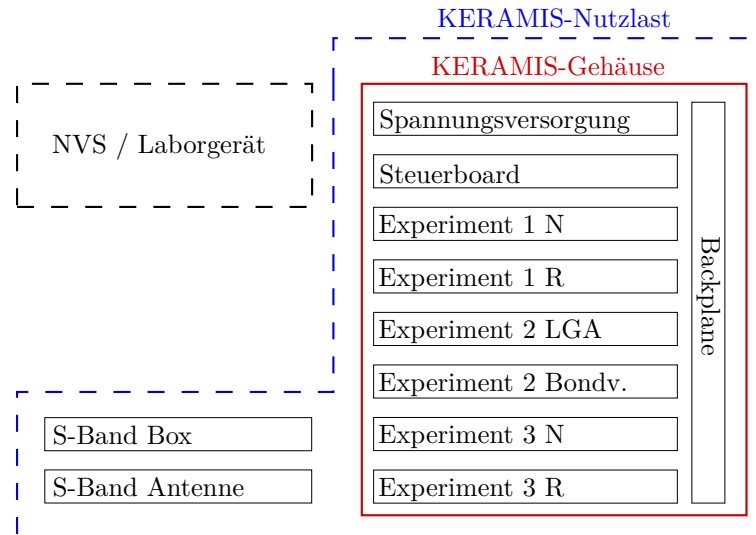 KERAMIS-Nutzlast
KERAMIS-Gehäuse
NVS / Laborgerät
Spannungsversorgung
Steuerboard
Experiment 1 N
Experiment 1 R
Experiment 2 LGA
Experiment 2 Bondv.
Experiment 3 N
Experiment 3 R
Backplane
S-Band Box
S-Band Antenne